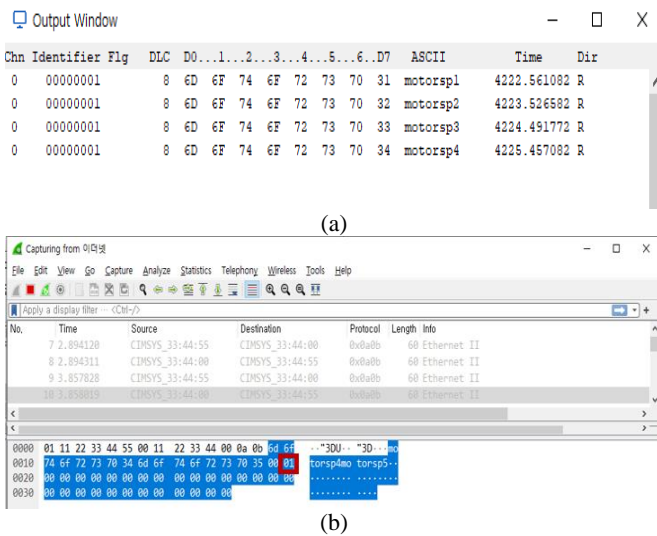 Output Window
Chn Identifier Flg DLC D0...1...2...3...4...5...6..D7 ASCII Time Dir
0 00000001 8 6D 6F 74 6F 72 73 70 31 motorsp1 4222.561082 R
0 00000001 8 6D 6F 74 6F 72 73 70 32 motorsp2 4223.526582 R
0 00000001 8 6D 6F 74 6F 72 73 70 33 motorsp3 4224.491772 R
0 00000001 8 6D 6F 74 6F 72 73 70 34 motorsp4 4225.457082 R
(a)
Capturing from 이더넷
File Edit View Go Capture Analyze Statistics Telephony Wireless Tools Help
Apply a display filter ... <Ctrl-/>
No. Time Source Destination Protocol Length Info
7 2.894120 CIMSYS_33:44:55 CIMSYS_33:44:00 0x0a0b 60 Ethernet II
8 2.894311 CIMSYS_33:44:00 CIMSYS_33:44:55 0x0a0b 60 Ethernet II
9 3.857828 CIMSYS_33:44:55 CIMSYS_33:44:00 0x0a0b 60 Ethernet II
10 3.858019 CIMSYS_33:44:00 CIMSYS_33:44:55 0x0a0b 60 Ethernet II
0000 01 11 22 33 44 55 00 11 22 33 44 00 0a 0b 6d 6f ··"3DU·· "3D···mo
0010 74 6f 72 73 70 34 6d 6f 74 6f 72 73 70 35 00 01 torsp4mo torsp5··
0020 00 00 00 00 00 00 00 00 00 00 00 00 00 00 00 00 ········ ········
0030 00 00 00 00 00 00 00 00 00 00 00 00 ········ ····
(b)